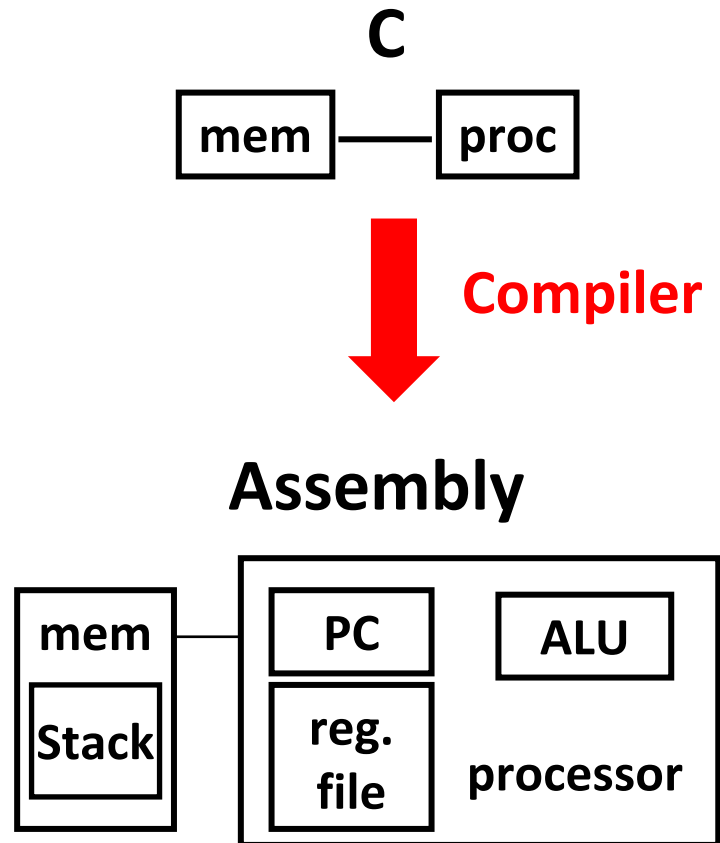 C
mem
proc
Compiler
Assembly
mem
Stack
PC
ALU
reg.
file
processor